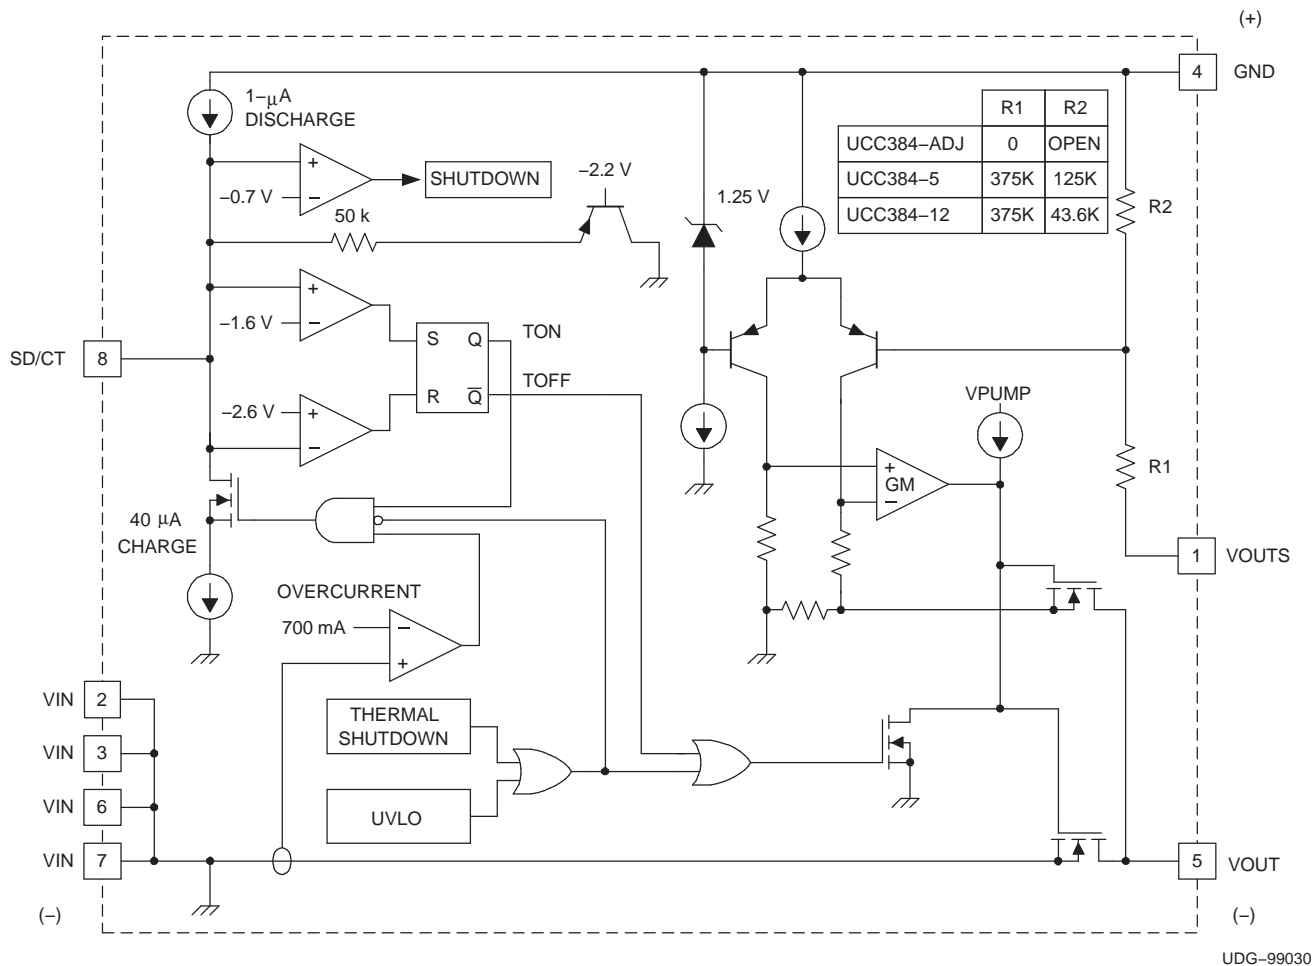 (+)
4
GND
1–μA
DISCHARGE
R1
R2
UCC384–ADJ
0
OPEN
UCC384–5
375K
125K
UCC384–12
375K
43.6K
+
–
–0.7 V
SHUTDOWN
–2.2 V
50 k
1.25 V
R2
+
–
–1.6 V
SD/CT
8
S
Q
R
Q̅
TON
TOFF
–2.6 V
+
–
VPUMP
+
GM
–
R1
40 μA
CHARGE
1
VOUTS
OVERCURRENT
700 mA
–
+
VIN
2
VIN
3
VIN
6
VIN
7
THERMAL
SHUTDOWN
UVLO
5
VOUT
(–)
(–)
UDG–99030